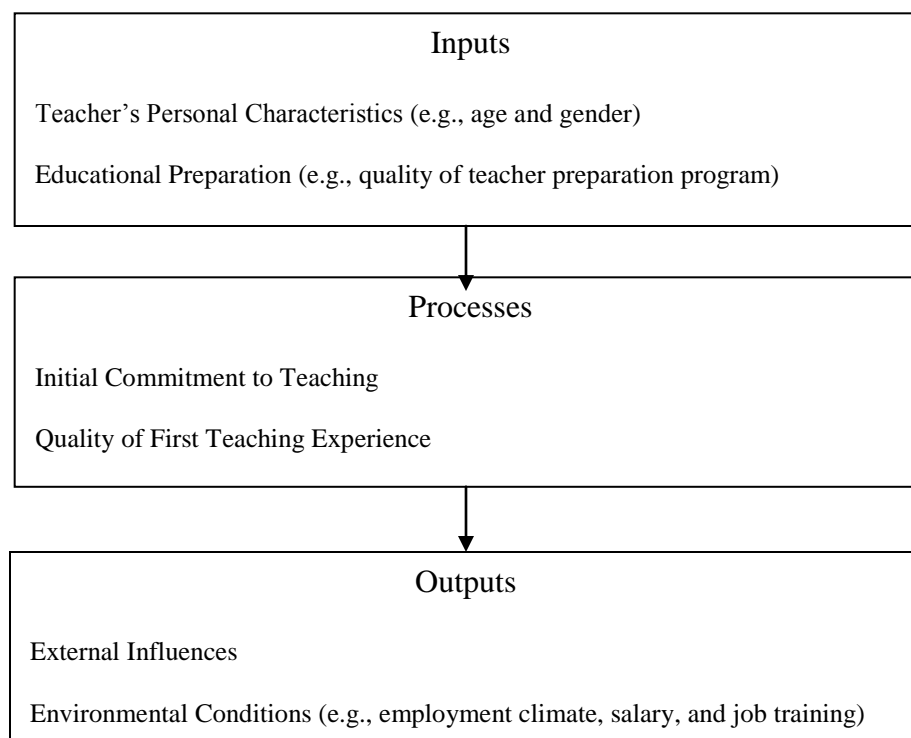 Inputs
Teacher’s Personal Characteristics (e.g., age and gender)
Educational Preparation (e.g., quality of teacher preparation program)
Processes
Initial Commitment to Teaching
Quality of First Teaching Experience
Outputs
External Influences
Environmental Conditions (e.g., employment climate, salary, and job training)